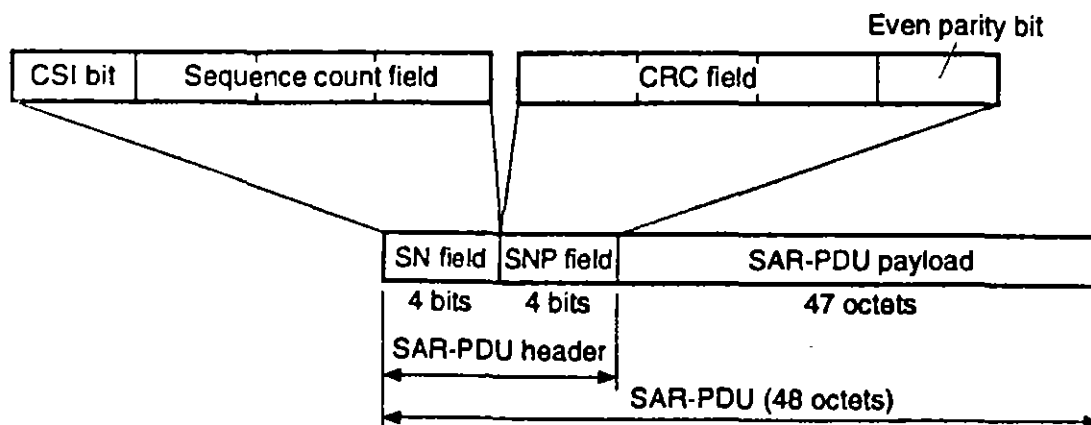 Even parity bit
CSI bit Sequence count field CRC field
SN field SNP field SAR-PDU payload
4 bits 4 bits 47 octets
SAR-PDU header
SAR-PDU (48 octets)